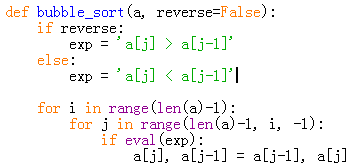 def bubble_sort(a, reverse=False):
    if reverse:
        exp = 'a[j] > a[j-1]'
    else:
        exp = 'a[j] < a[j-1]'

    for i in range(len(a)-1):
        for j in range(len(a)-1, i, -1):
            if eval(exp):
                a[j], a[j-1] = a[j-1], a[j]